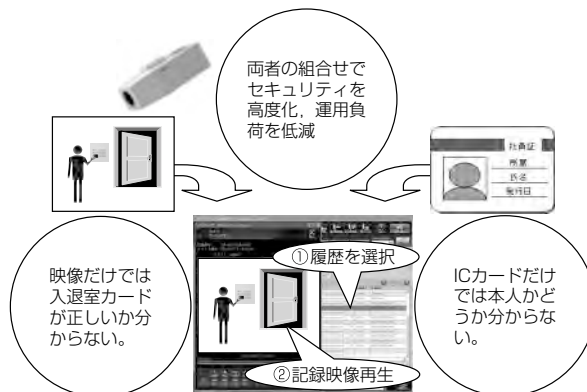 両者の組合せで
セキュリティを
高度化，運用負
荷を低減
社員証
所属
氏名
発行日
映像だけでは
入退室カード
が正しいか分
からない。
①履歴を選択
②記録映像再生
ICカードだけ
では本人かど
うか分からな
い。